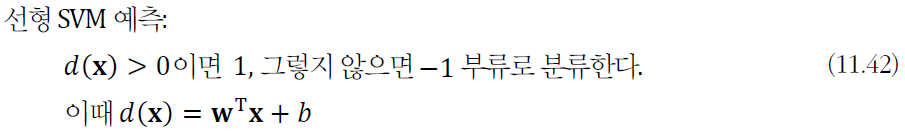 선형 SVM 예측:
d(x) > 0이면 1, 그렇지 않으면 −1 부류로 분류한다. (11.42)
이때 d(x) = wᵀx + b